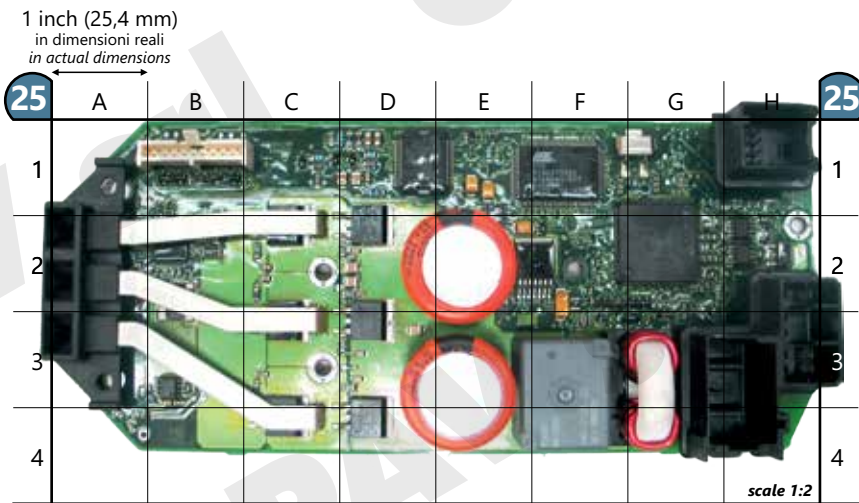 1 inch (25,4 mm)
in dimensioni reali
in actual dimensions
25 A B C D E F G H 25
1 1
2 2
3 3
4 4
scale 1:2